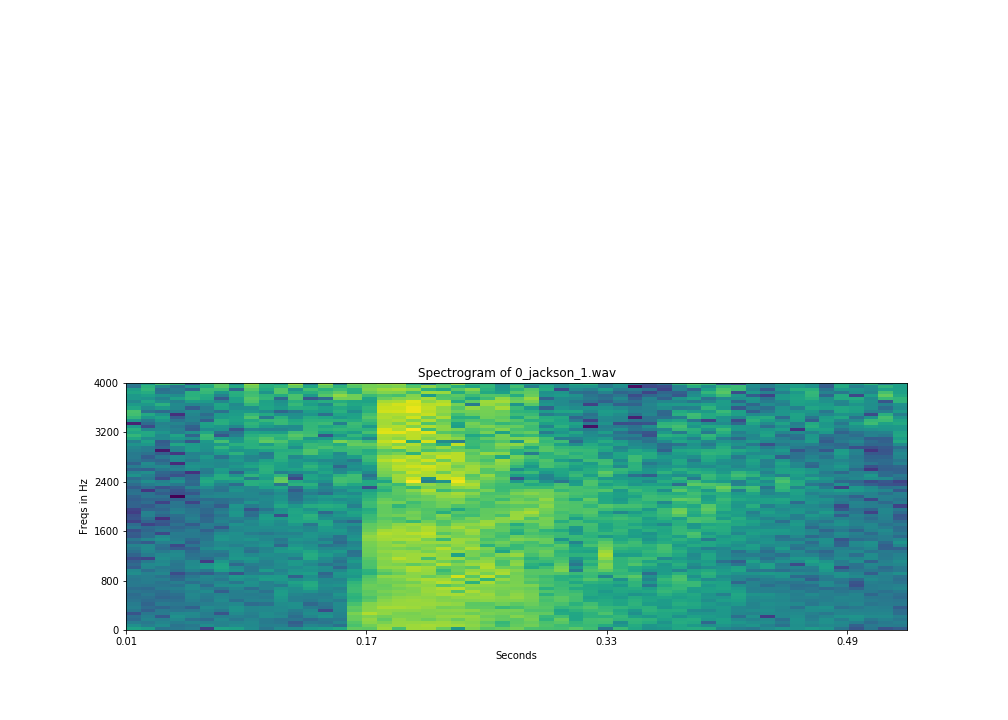 Spectrogram of 0_jackson_1.wav
4000
3200
2400
1600
800
0
Freqs in Hz
0.01 0.17 0.33 0.49
Seconds